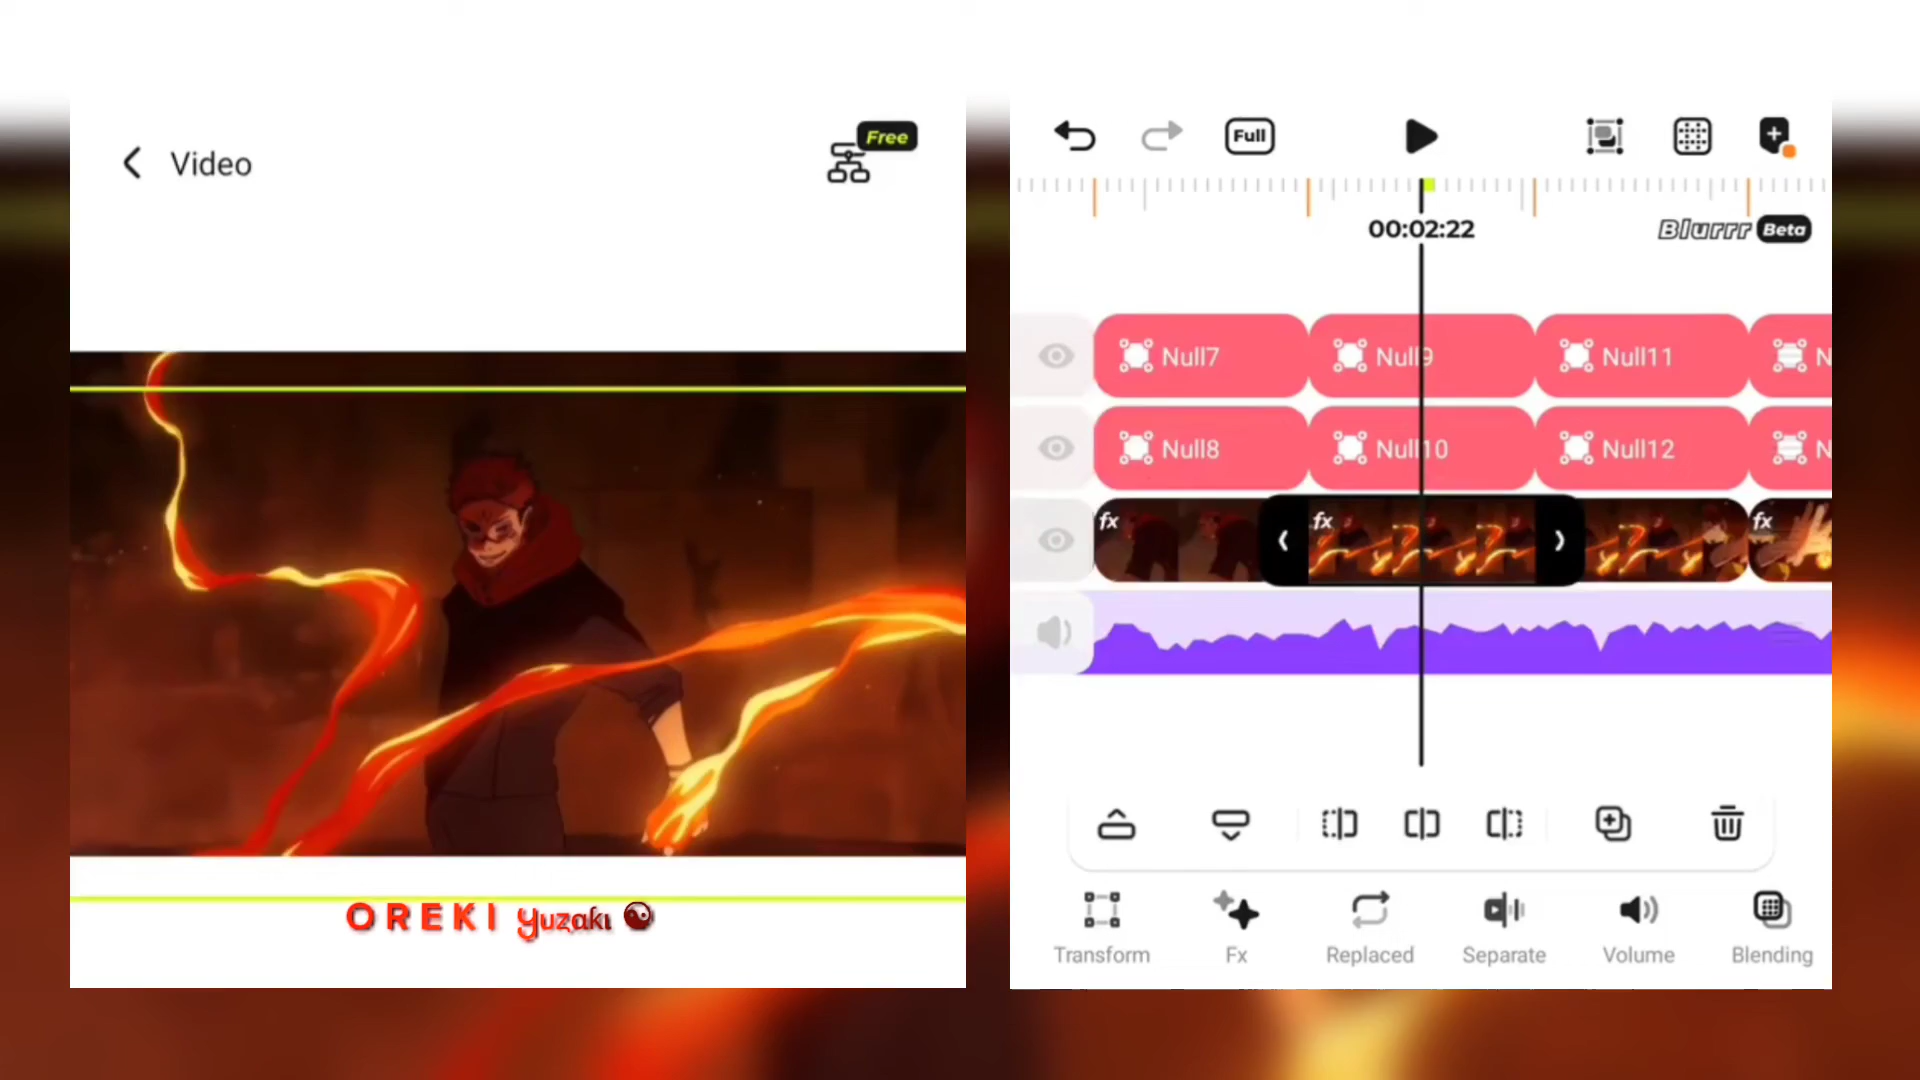 Video
Free
OREKI yuzakı
Full
00:02:22
Blurrr Beta
Null7
Null9
Null11
N
Null8
Null10
Null12
N
fx
fx
fx
Transform
Fx
Replaced
Separate
Volume
Blending